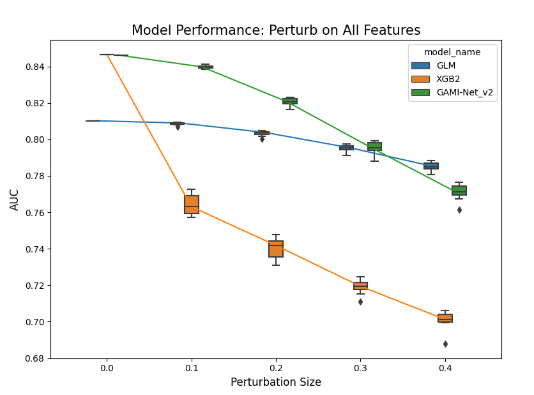 Model Performance: Perturb on All Features
model_name
GLM
XGB2
GAMI-Net_v2
AUC
0.84
0.82
0.80
0.78
0.76
0.74
0.72
0.70
0.68
0.0 0.1 0.2 0.3 0.4
Perturbation Size